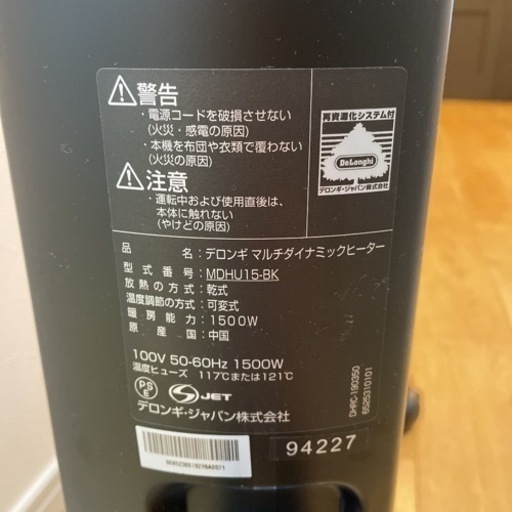 ⚠警告
・電源コードを破損させない
(火災・感電の原因)
・本機を布団や衣類で覆わない
(火災の原因)
⚠注意
・運転中および使用直後は、
本体に触れない
(やけどの原因)
再資源化システム付
DeLonghi
デロンギ・ジャパン株式会社
品名:デロンギ マルチダイナミックヒーター
型式番号:MDHU15-BK
放熱の方式:乾式
温度調節の方式:可変式
暖房能力:1500W
原産国:中国
100V 50-60Hz 1500W
温度ヒューズ 117℃または121℃
PS
E
S JET
デロンギ・ジャパン株式会社
DHRC-190350
6525310101
94227